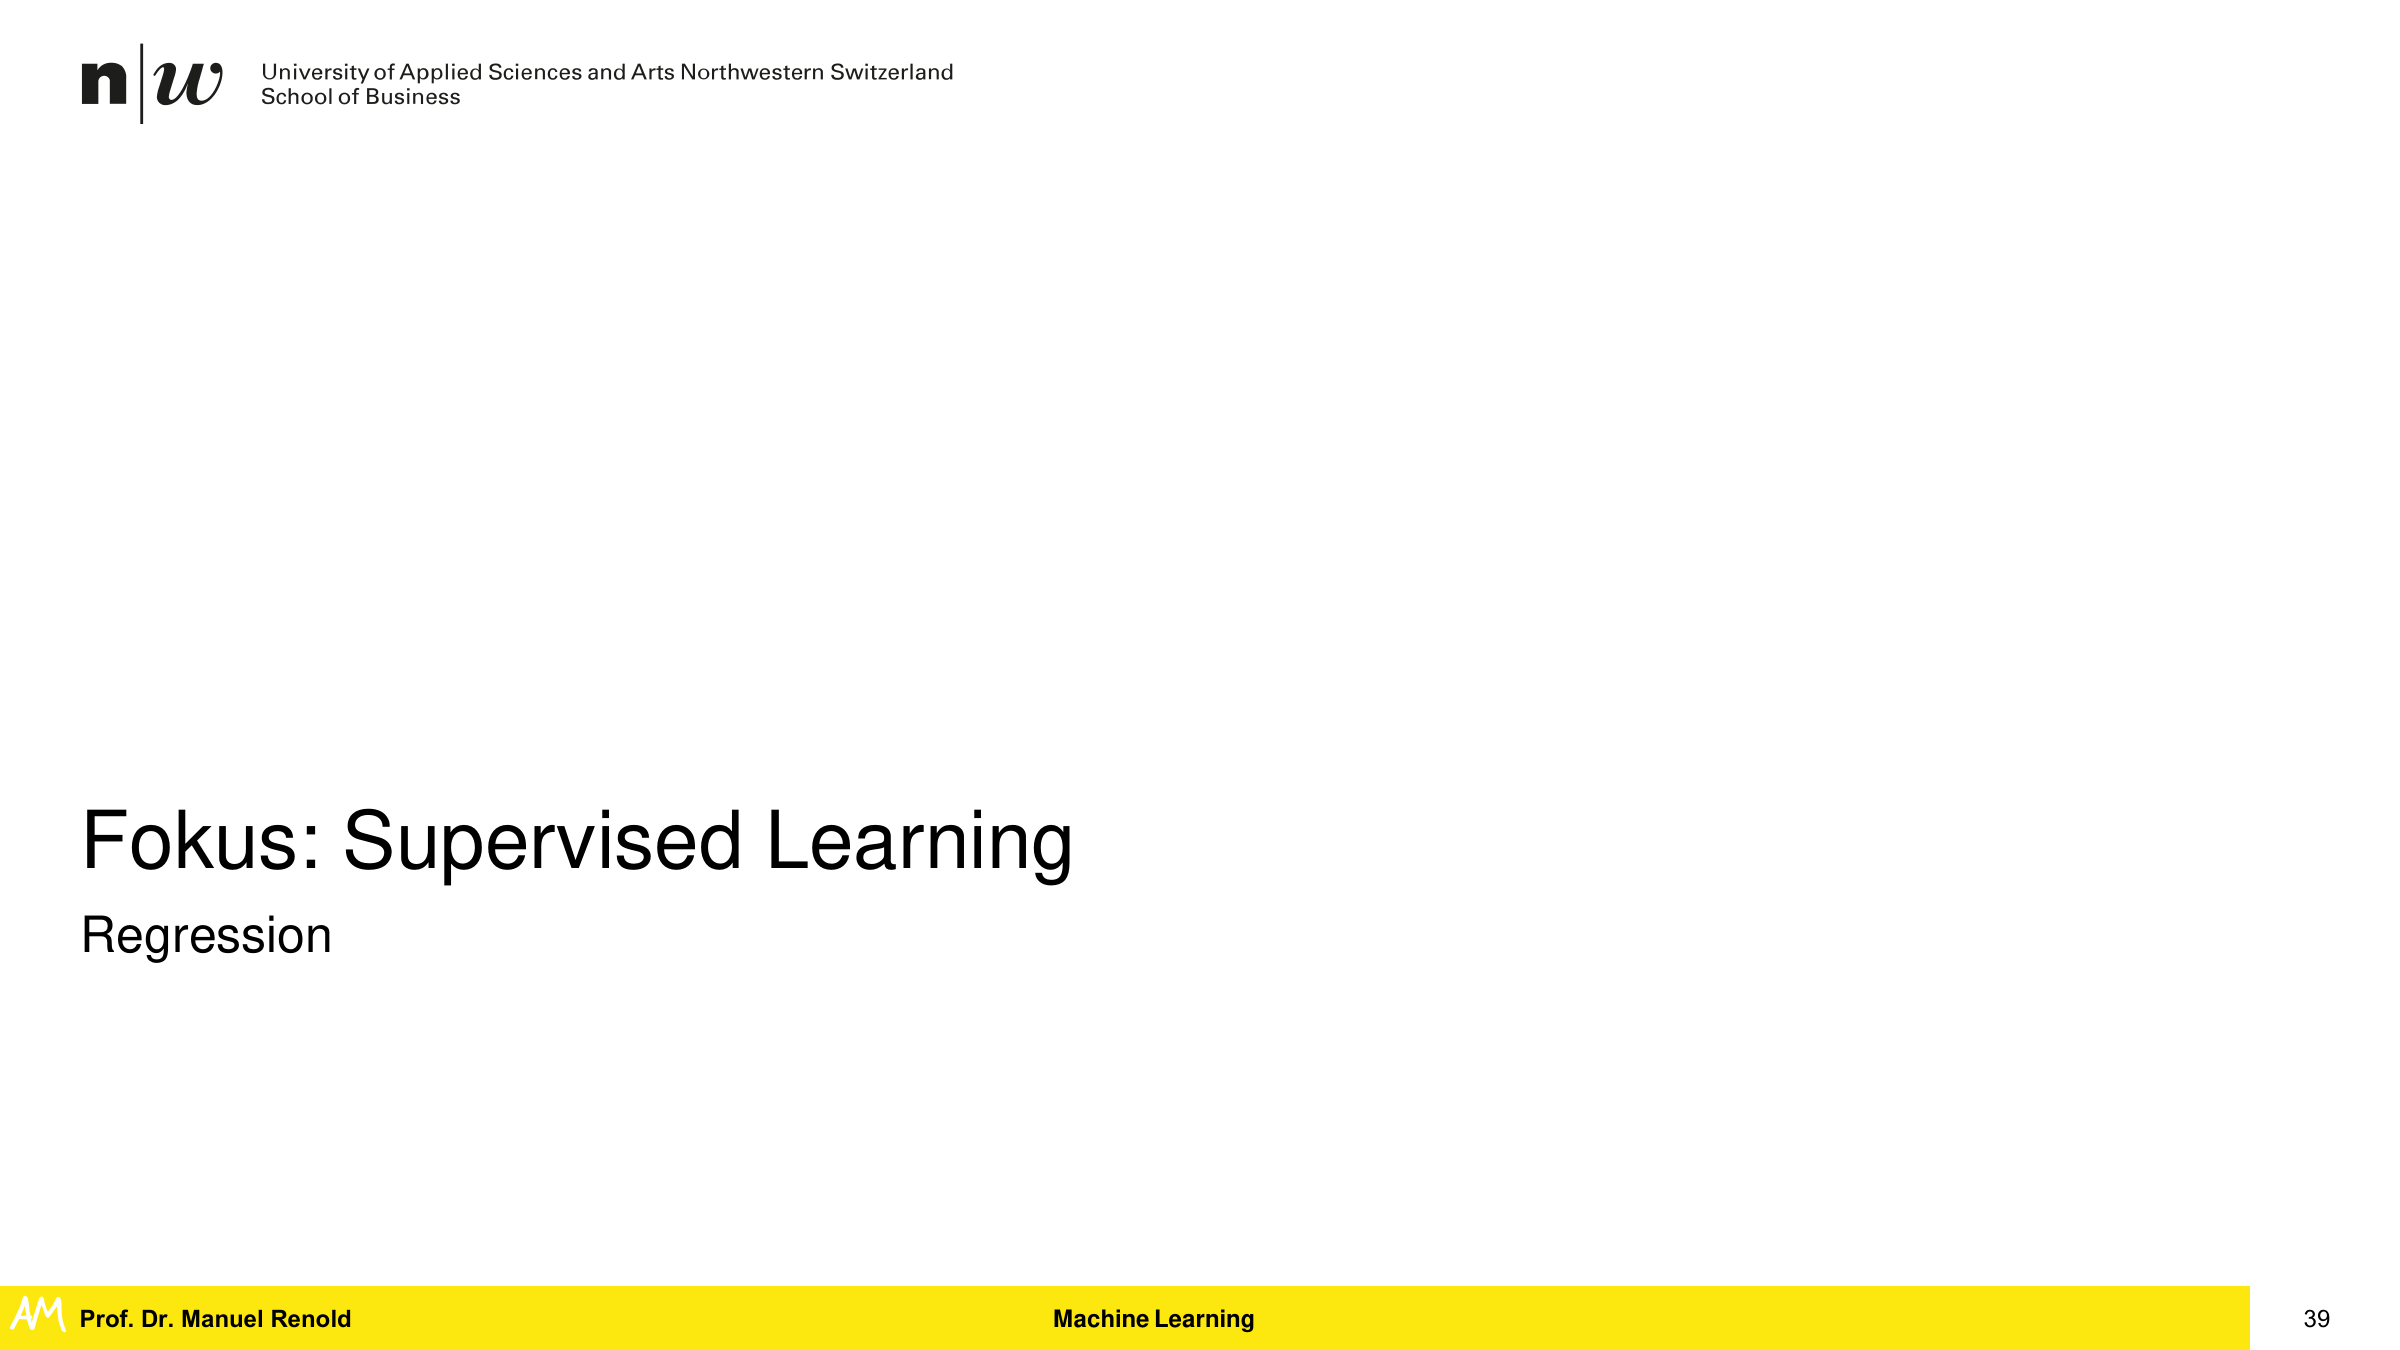 n|w University of Applied Sciences and Arts Northwestern Switzerland
School of Business
Fokus: Supervised Learning
Regression
AM Prof. Dr. Manuel Renold Machine Learning 39